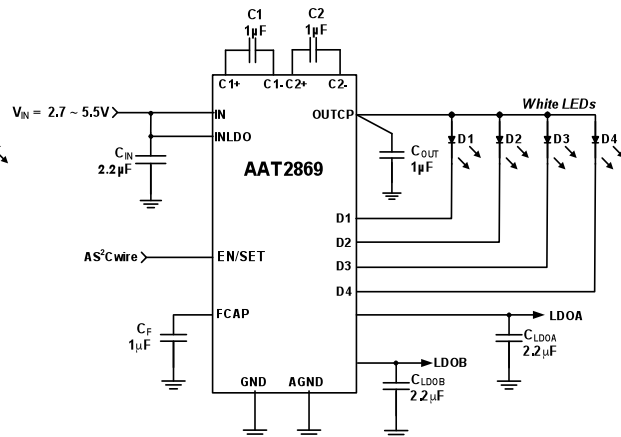 C1
1µF
C2
1µF
C1+ C1- C2+ C2-
V_IN = 2.7 ~ 5.5V
IN
OUTCP
White LEDs
INLDO
D1 D2 D3 D4
C_IN
2.2µF
C_OUT
1µF
AAT2869
D1
D2
D3
D4
AS²Cwire
EN/SET
FCAP
LDOA
C_F
1µF
C_LDOA
2.2µF
LDOB
C_LDOB
2.2µF
GND AGND